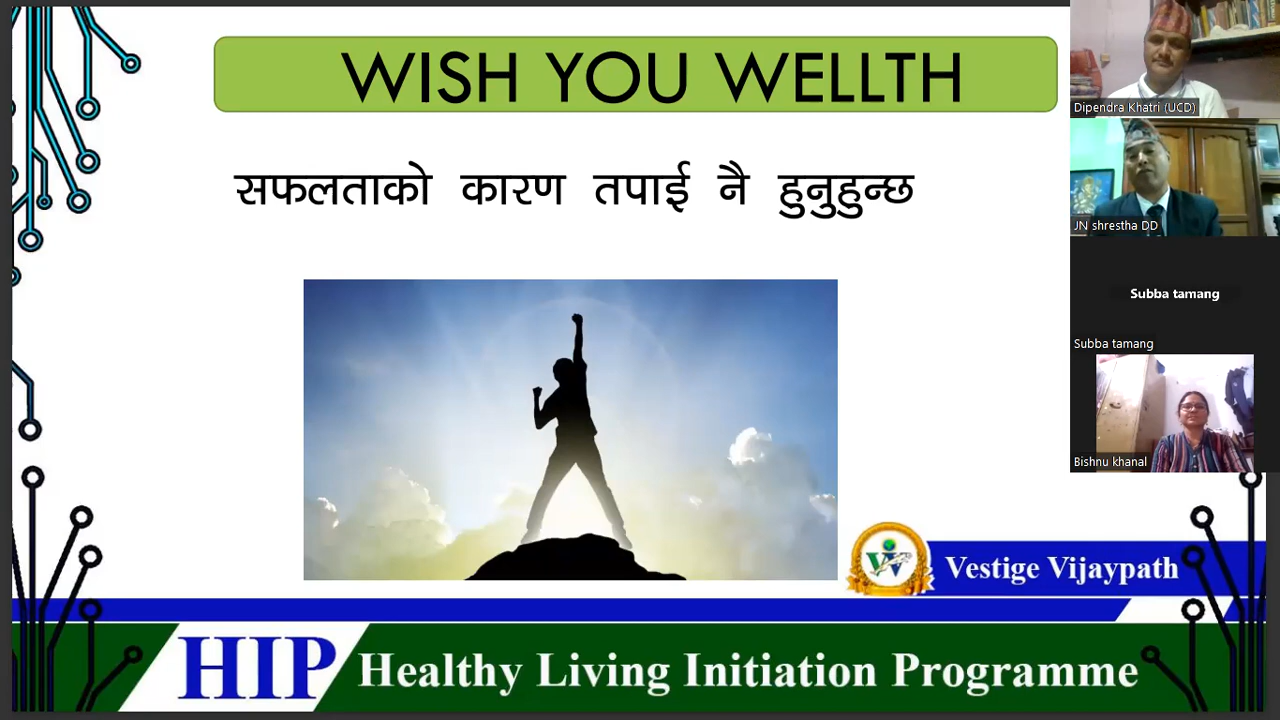 WISH YOU WELLTH
सफलताको कारण तपाई नै हुनुहुन्छ
Dipendra Khatri (UCD)
JN shrestha DD
Subba tamang
Subba tamang
Bishnu khanal
Vestige Vijaypath
HIP Healthy Living Initiation Programme